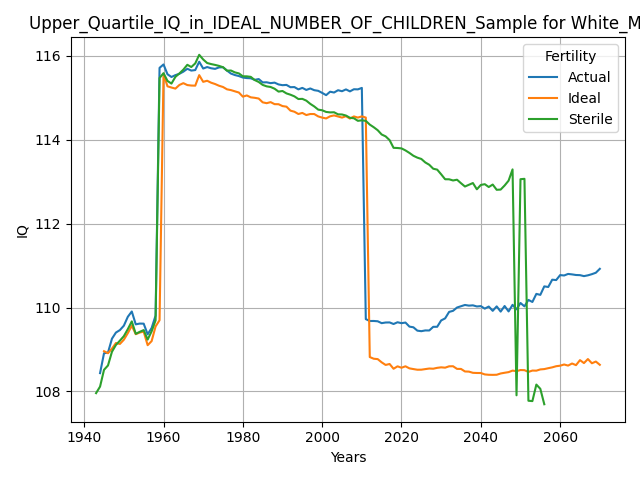 Upper_Quartile_IQ_in_IDEAL_NUMBER_OF_CHILDREN_Sample for White_M
Fertility
Actual
Ideal
Sterile
116
114
112
110
108
IQ
1940
1960
1980
2000
2020
2040
2060
Years